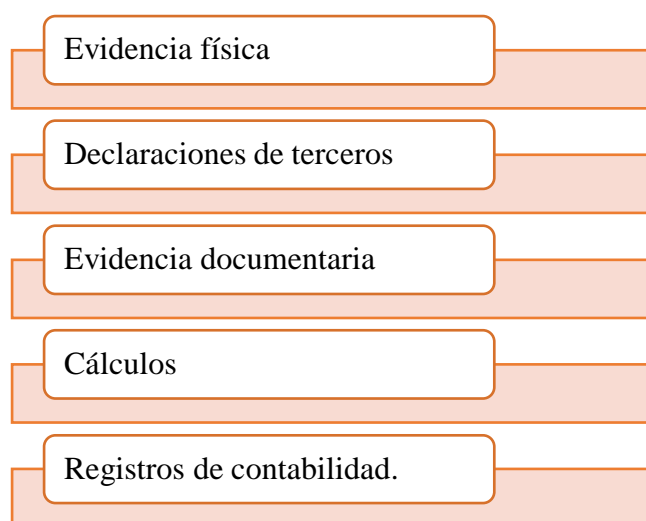 Evidencia física
Declaraciones de terceros
Evidencia documentaria
Cálculos
Registros de contabilidad.